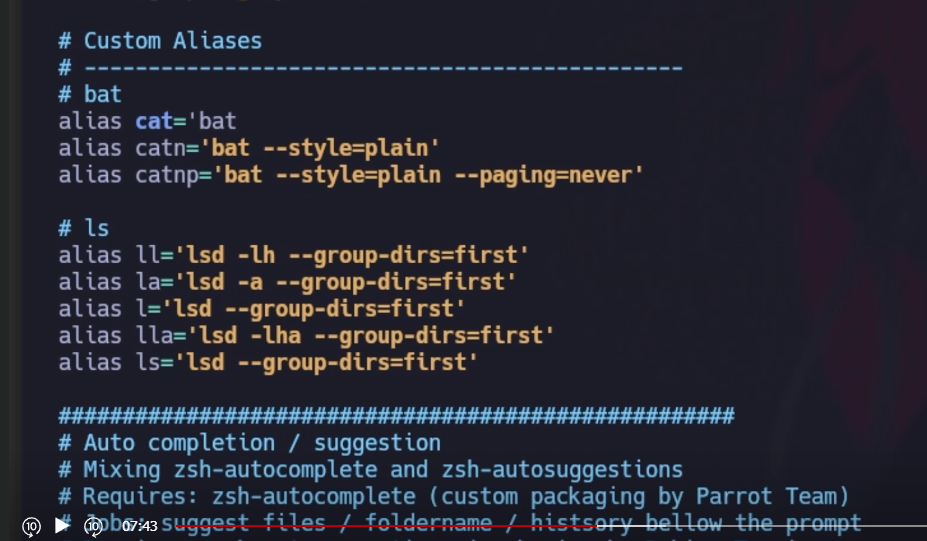 # Custom Aliases
# -----------------------------------------------
# bat
alias cat='bat
alias catn='bat --style=plain'
alias catnp='bat --style=plain --paging=never'
# ls
alias ll='lsd -lh --group-dirs=first'
alias la='lsd -a --group-dirs=first'
alias l='lsd --group-dirs=first'
alias lla='lsd -lha --group-dirs=first'
alias ls='lsd --group-dirs=first'
#####################################################
# Auto completion / suggestion
# Mixing zsh-autocomplete and zsh-autosuggestions
# Requires: zsh-autocomplete (custom packaging by Parrot Team)
# Jobs: suggest files / foldername / histsory bellow the prompt
10 10 07:43